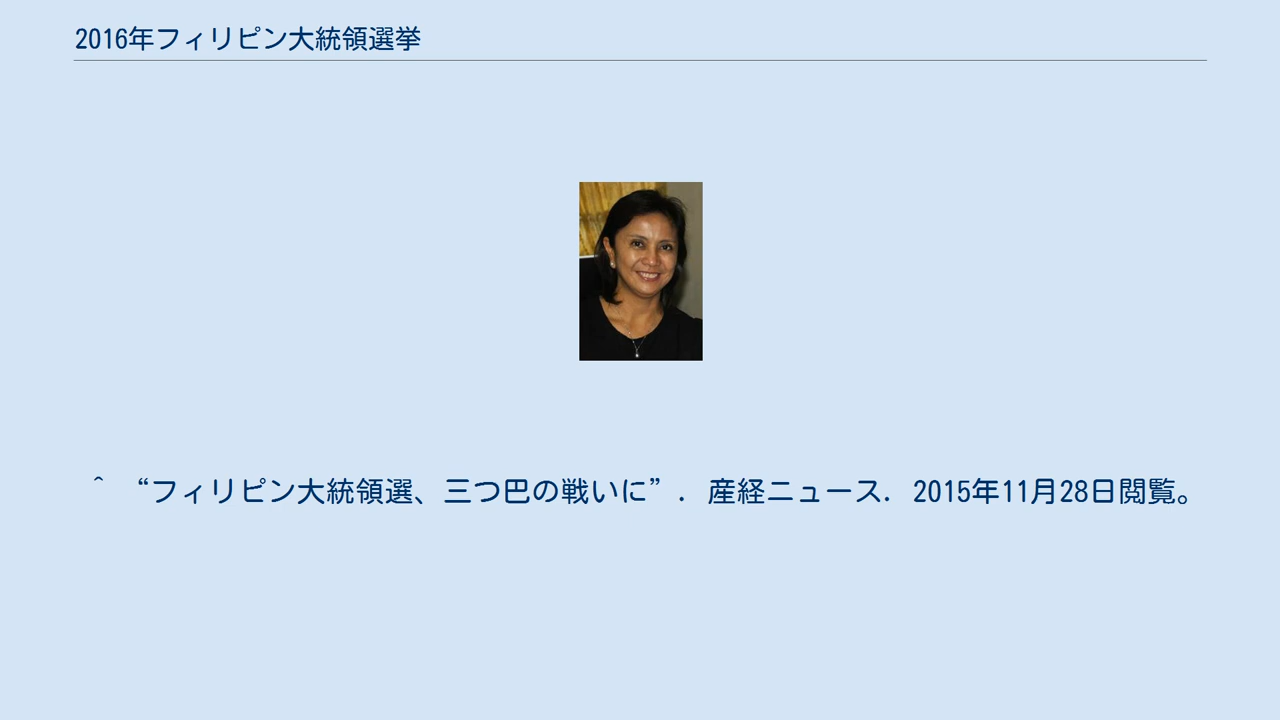 2016年フィリピン大統領選挙
^ “フィリピン大統領選、三つ巴の戦いに”. 産経ニュース. 2015年11月28日閲覧。